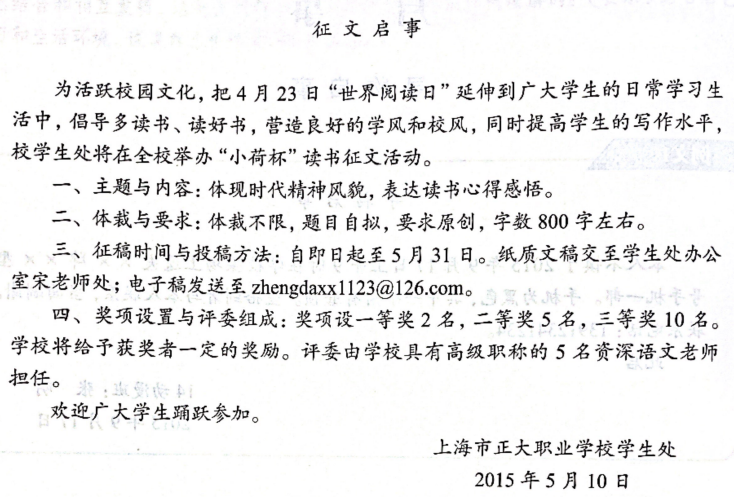 征文启事
为活跃校园文化，把4月23日“世界阅读日”延伸到广大学生的日常学习生
活中，倡导多读书、读好书，营造良好的学风和校风，同时提高学生的写作水平，
校学生处将在全校举办“小荷杯”读书征文活动。
一、主题与内容：体现时代精神风貌，表达读书心得感悟。
二、体裁与要求：体裁不限，题目自拟，要求原创，字数800字左右。
三、征稿时间与投稿方法：自即日起至5月31日。纸质文稿交至学生处办公
室宋老师处；电子稿发送至zhengdaxx1123@126.com。
四、奖项设置与评委组成：奖项设一等奖2名，二等奖5名，三等奖10名。
学校将给予获奖者一定的奖励。评委由学校具有高级职称的5名资深语文老师
担任。
欢迎广大学生踊跃参加。
上海市正大职业学校学生处
2015年5月10日